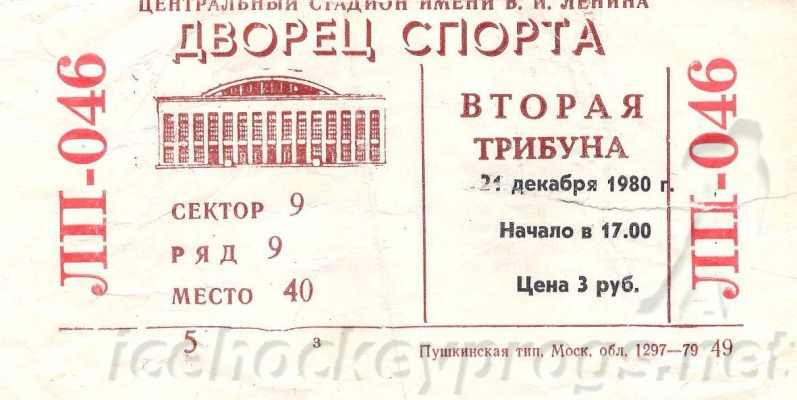 ЦЕНТРАЛЬНЫЙ СТАДИОН ИМЕНИ В. И. ЛЕНИНА
ДВОРЕЦ СПОРТА
ЛП-046
СЕКТОР 9
РЯД 9
МЕСТО 40
ВТОРАЯ
ТРИБУНА
21 декабря 1980 г.
Начало в 17.00
Цена 3 руб.
ЛП-046
5 з Пушкинская тип. Моск. обл. 1297—79 49
icehockeyprogs.net